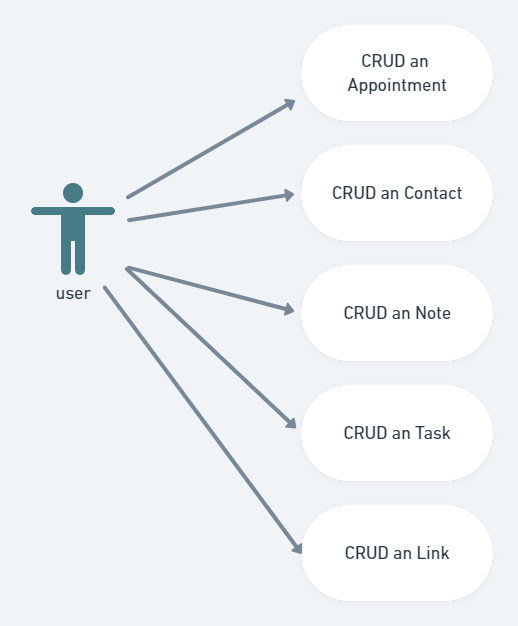 CRUD an
Appointment
CRUD an Contact
user
CRUD an Note
CRUD an Task
CRUD an Link